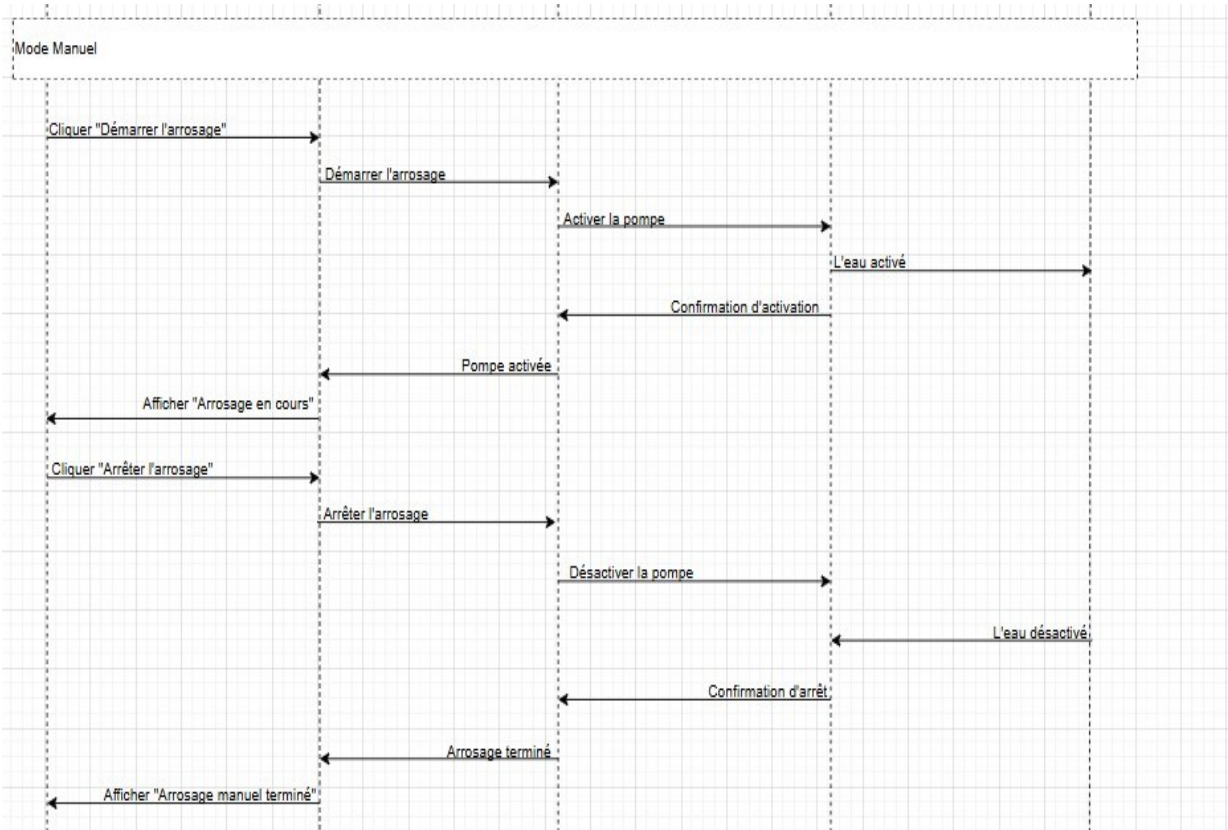 Mode Manuel
Cliquer "Démarrer l'arrosage"
Démarrer l'arrosage
Activer la pompe
L'eau activé
Confirmation d'activation
Pompe activée
Afficher "Arrosage en cours"
Cliquer "Arrêter l'arrosage"
Arrêter l'arrosage
Désactiver la pompe
L'eau désactivé
Confirmation d'arrêt
Arrosage terminé
Afficher "Arrosage manuel terminé"